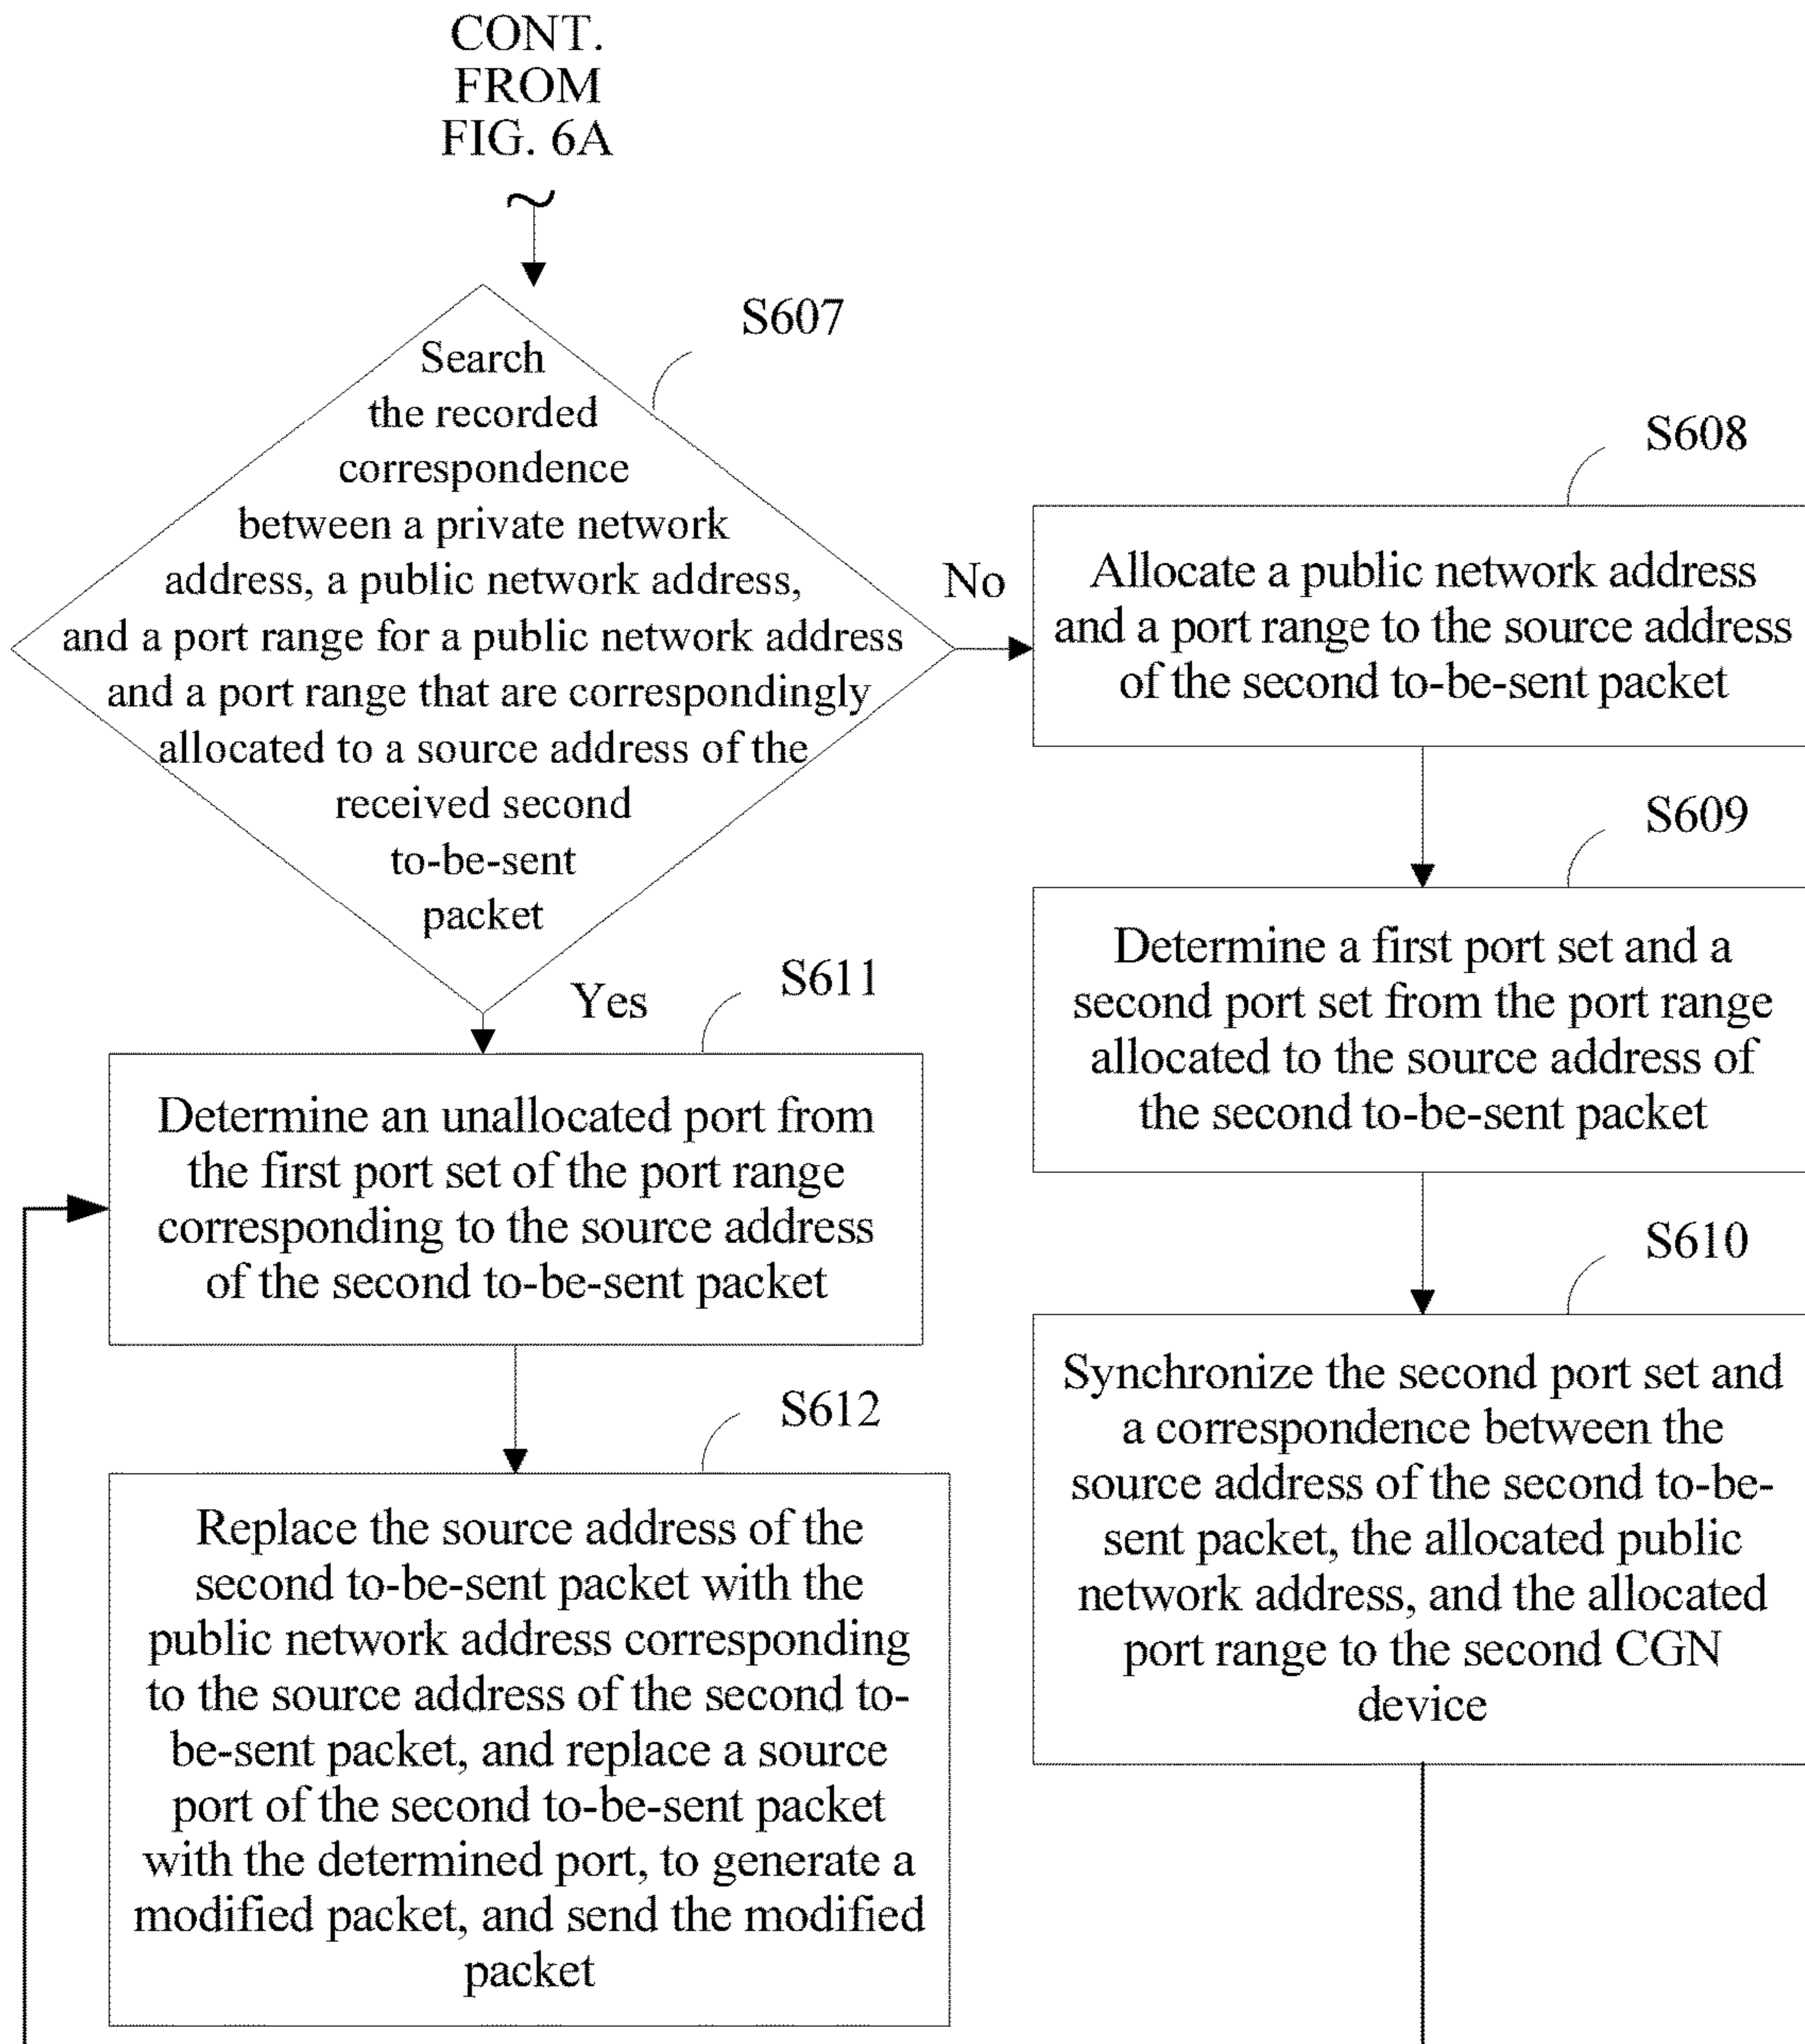 CONT.
FROM
FIG. 6A
S607
Search
the recorded
correspondence
between a private network
address, a public network address,
and a port range for a public network address
and a port range that are correspondingly
allocated to a source address of the
received second
to-be-sent
packet
No
Yes
S608
Allocate a public network address
and a port range to the source address
of the second to-be-sent packet
S609
Determine a first port set and a
second port set from the port range
allocated to the source address of
the second to-be-sent packet
S610
Synchronize the second port set and
a correspondence between the
source address of the second to-be-
sent packet, the allocated public
network address, and the allocated
port range to the second CGN
device
S611
Determine an unallocated port from
the first port set of the port range
corresponding to the source address
of the second to-be-sent packet
S612
Replace the source address of the
second to-be-sent packet with the
public network address corresponding
to the source address of the second to-
be-sent packet, and replace a source
port of the second to-be-sent packet
with the determined port, to generate a
modified packet, and send the modified
packet